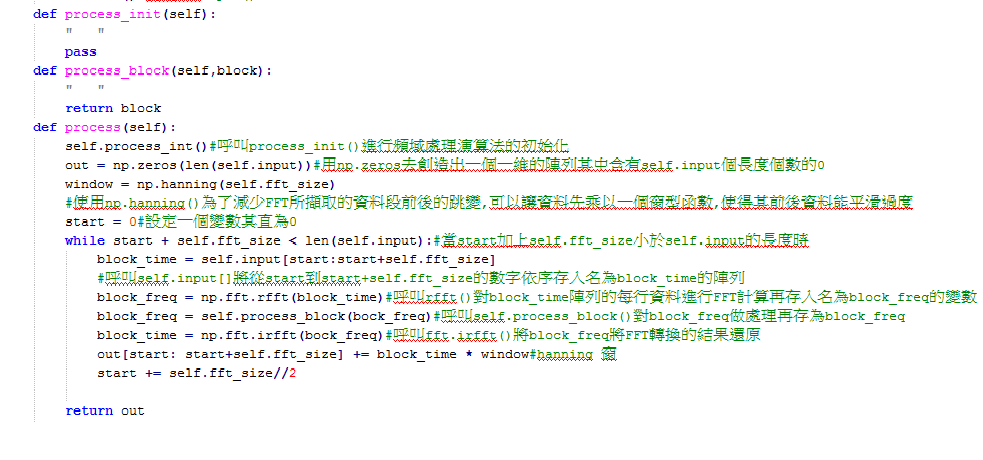 def process_init(self):
"   "
pass
def process_block(self,block):
"   "
return block
def process(self):
self.process_int()#呼叫process_init()進行頻域處理演算法的初始化
out = np.zeros(len(self.input))#用np.zeros去創造出一個一維的陣列其中含有self.input個長度個數的0
window = np.hanning(self.fft_size)
#使用np.hanning()為了減少FFT所擷取的資料段前後的跳變,可以讓資料先乘以一個窗型函數,使得其前後資料能平滑過度
start = 0#設定一個變數其直為0
while start + self.fft_size < len(self.input):#當start加上self.fft_size小於self.input的長度時
block_time = self.input[start:start+self.fft_size]
#呼叫self.input[]將從start到start+self.fft_size的數字依序存入名為block_time的陣列
block_freq = np.fft.rfft(block_time)#呼叫rfft()對block_time陣列的每行資料進行FFT計算再存入名為block_freq的變數
block_freq = self.process_block(bock_freq)#呼叫self.process_block()對block_freq做處理再存為block_freq
block_time = np.fft.irfft(bock_freq)#呼叫fft.irfft()將block_freq將FFT轉換的結果還原
out[start: start+self.fft_size] += block_time * window#hanning 窗
start += self.fft_size//2
return out